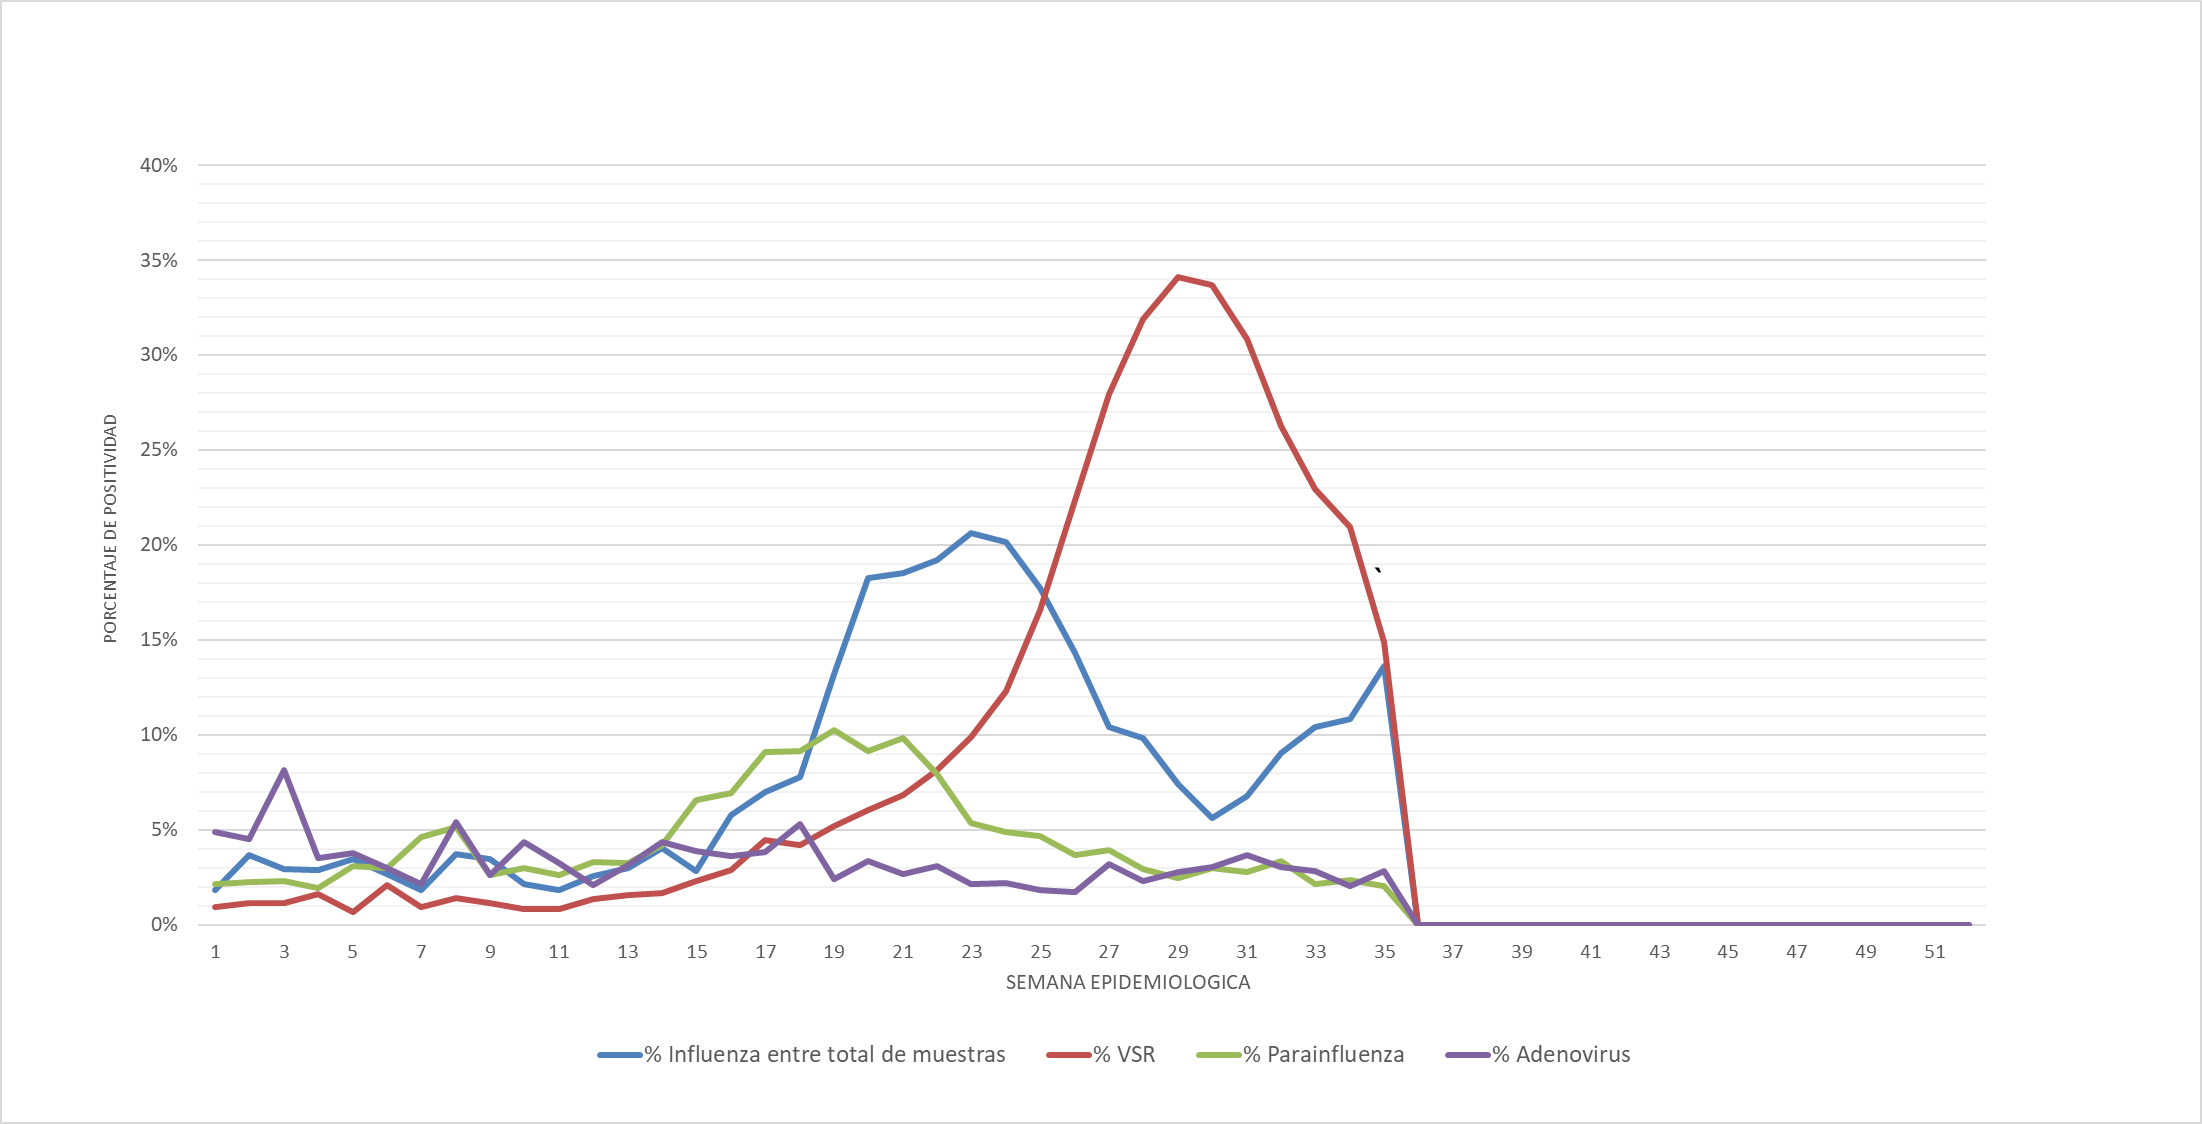 40%
35%
30%
25%
20%
15%
10%
5%
0%
PORCENTAJE DE POSITIVIDAD
`
1 3 5 7 9 11 13 15 17 19 21 23 25 27 29 31 33 35 37 39 41 43 45 47 49 51
SEMANA EPIDEMIOLOGICA
% Influenza entre total de muestras % VSR % Parainfluenza % Adenovirus